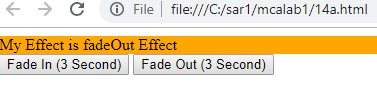 File | file:///C:/sar1/mcalab1/14a.html
My Effect is fadeOut Effect
Fade In (3 Second) Fade Out (3 Second)